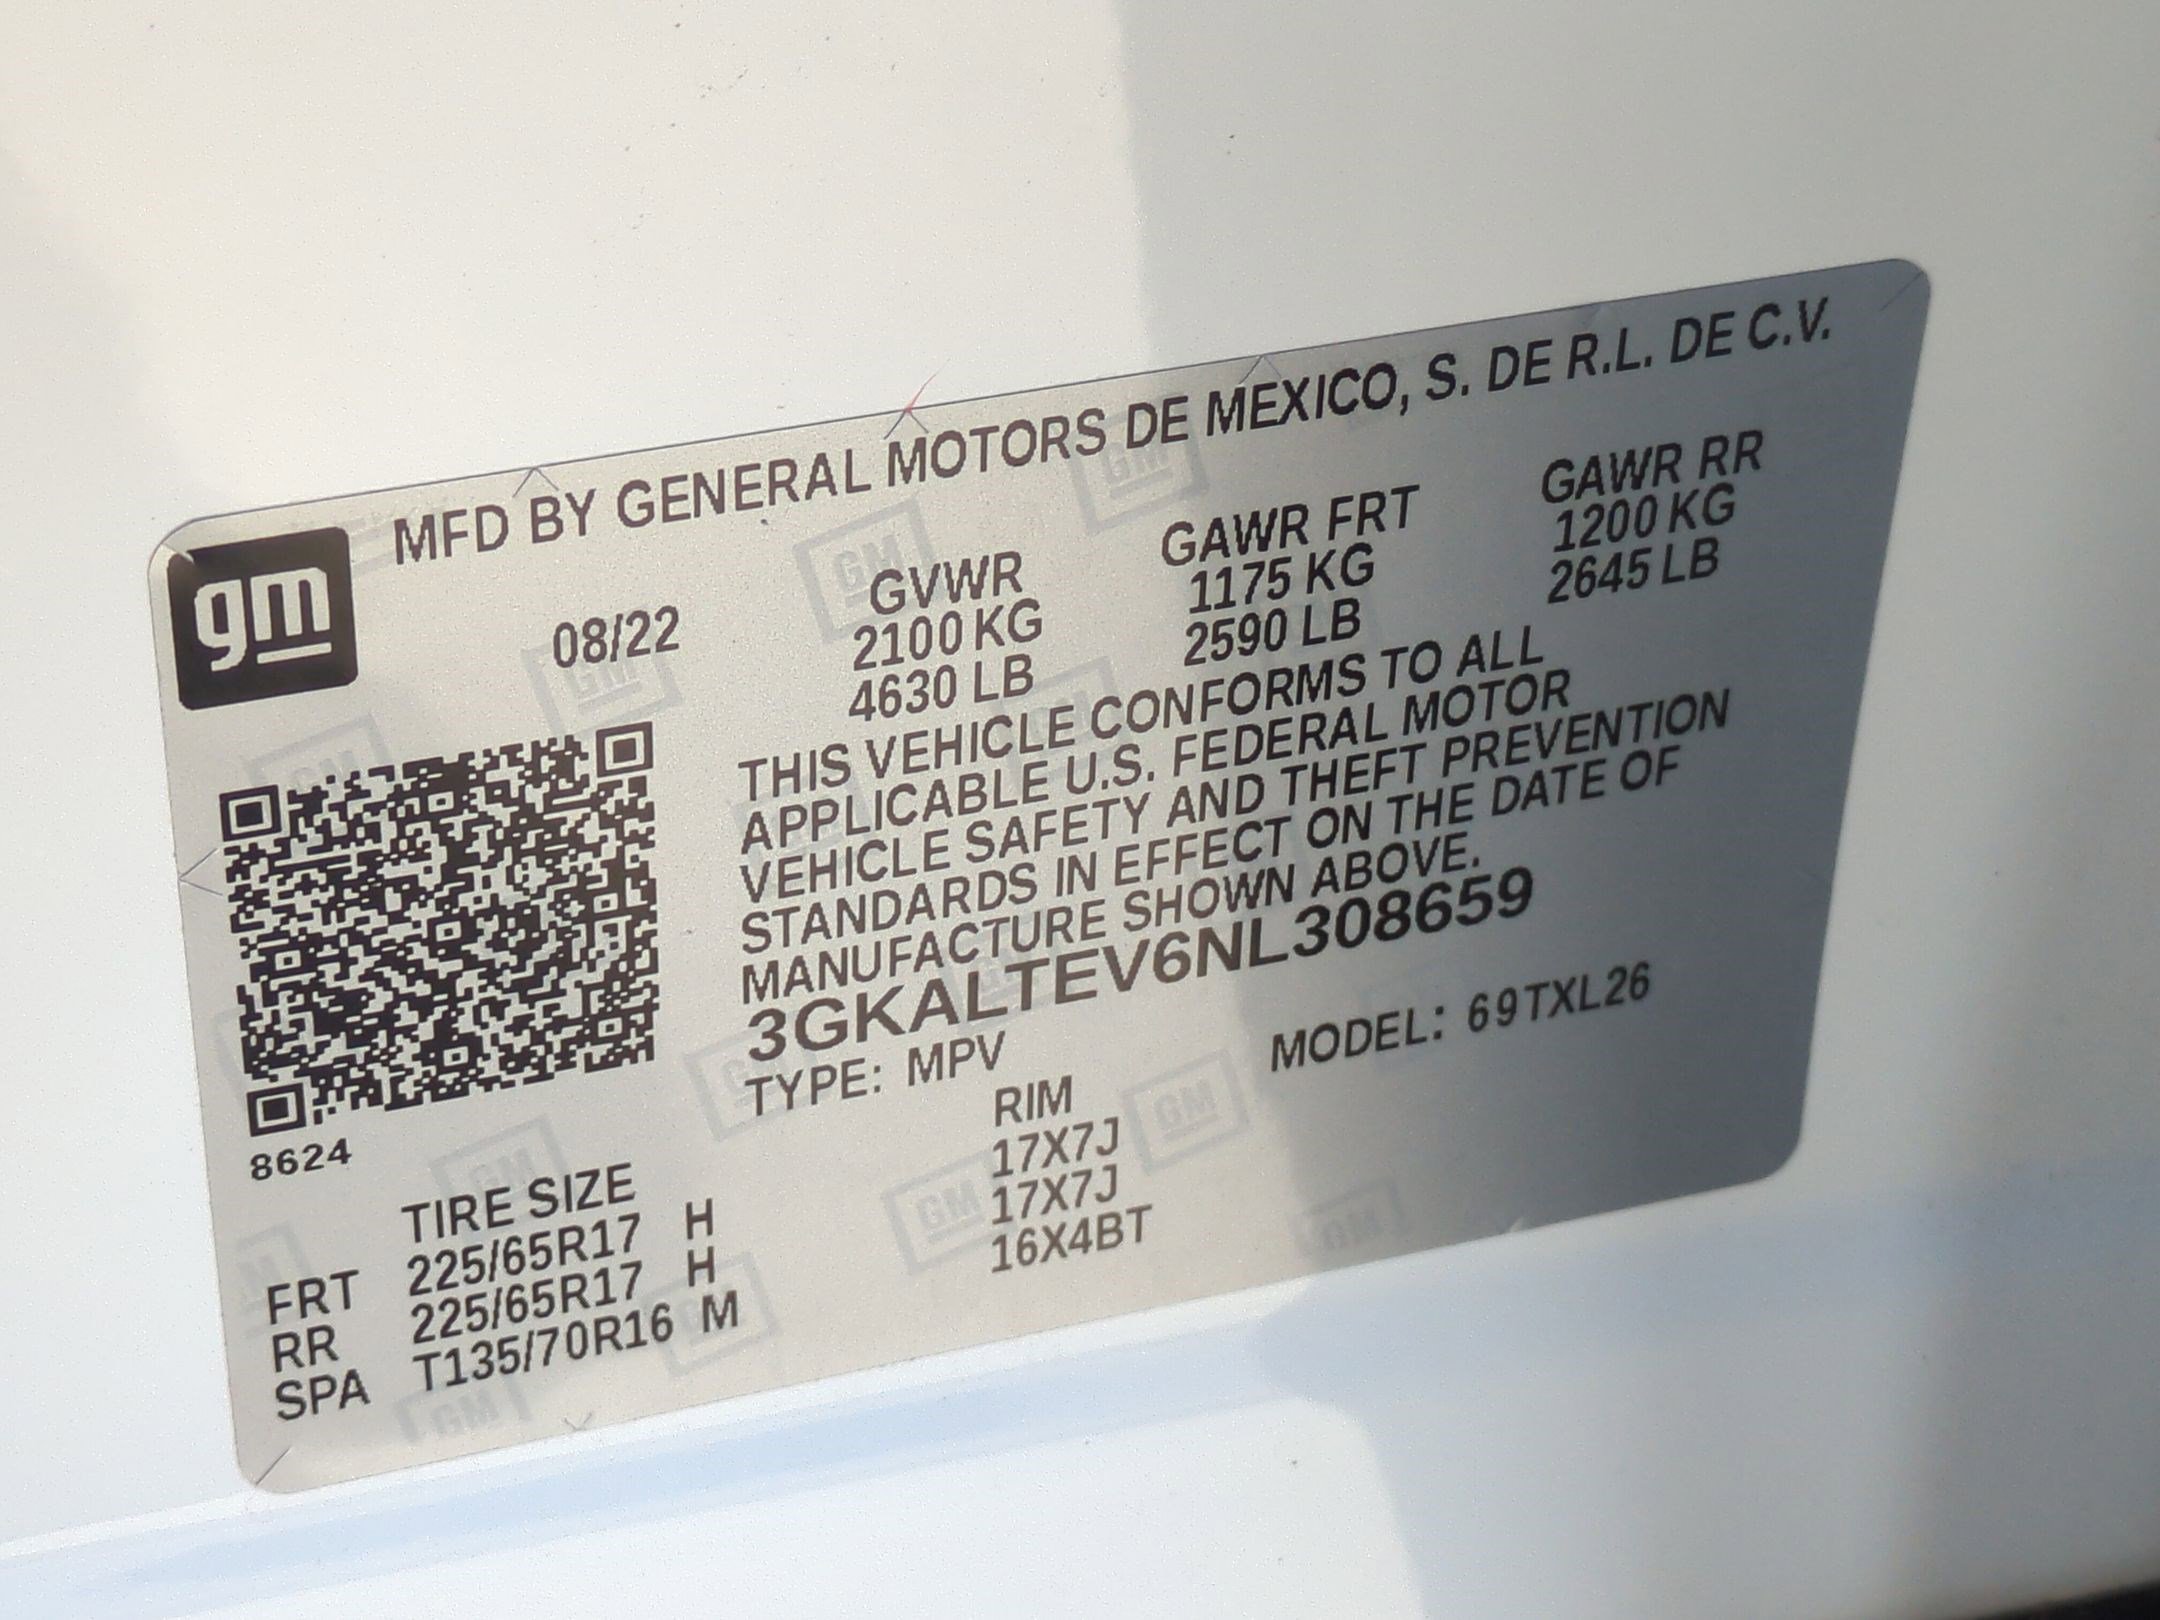 MFD BY GENERAL MOTORS DE MEXICO, S. DE R.L. DE C.V.
gm
08/22
GVWR GAWR FRT GAWR RR
2100 KG 1175 KG 1200 KG
4630 LB 2590 LB 2645 LB
THIS VEHICLE CONFORMS TO ALL
APPLICABLE U.S. FEDERAL MOTOR
VEHICLE SAFETY AND THEFT PREVENTION
STANDARDS IN EFFECT ON THE DATE OF
MANUFACTURE SHOWN ABOVE.
3GKALTEV6NL308659
TYPE: MPV MODEL: 69TXL26
8624
TIRE SIZE RIM
FRT 225/65R17 H 17X7J
RR 225/65R17 H 17X7J
SPA T135/70R16 M 16X4BT